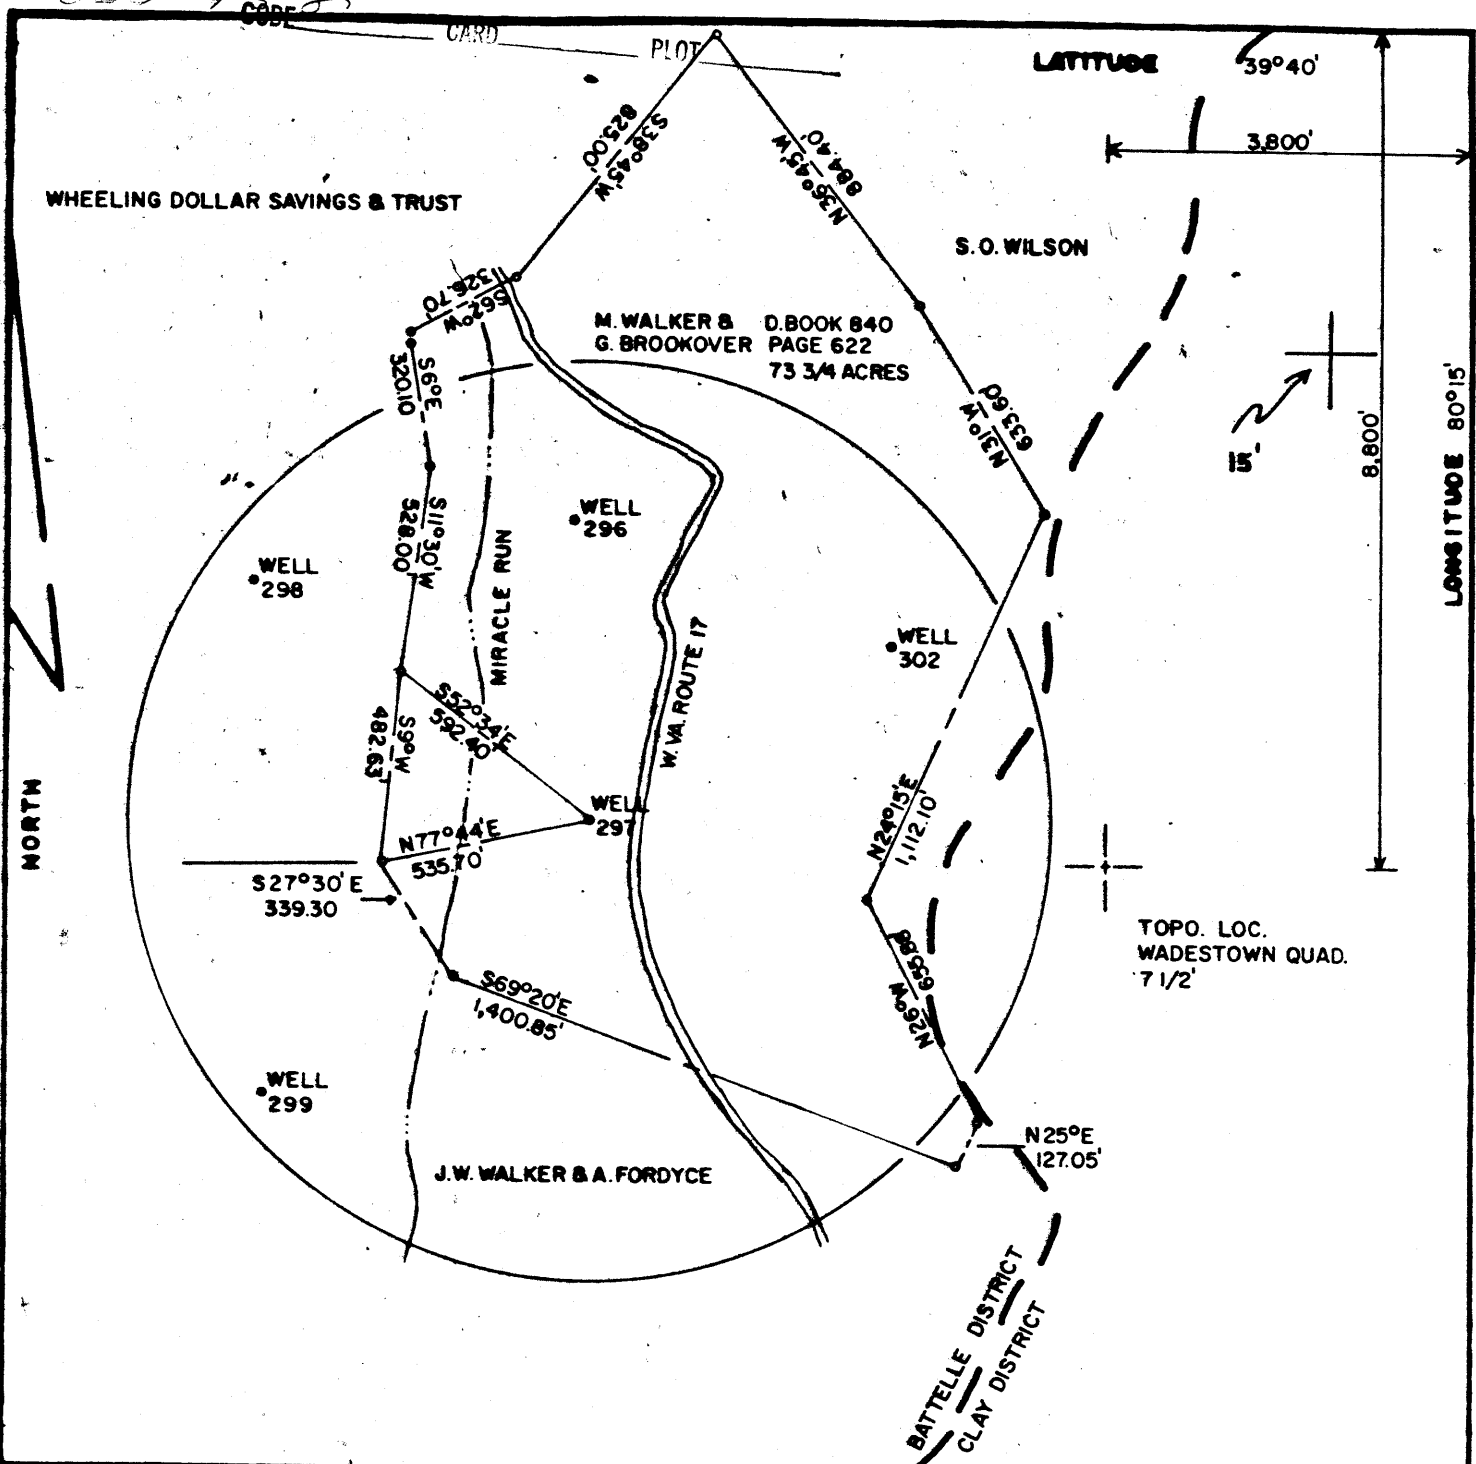 CODE
CARD
PLOT
LATITUDE 39°40'
3,800'
S38°45'W
825.00'
N36°45'W
884.40'
WHEELING DOLLAR SAVINGS & TRUST
S.O. WILSON
326.70'
S62°W
M. WALKER & D. BOOK 840
G. BROOKOVER PAGE 622
73 3/4 ACRES
S6°E
320.10
N31°W
633.60'
15'
8,800'
LONGITUDE 80°15'
S11°30'W
528.00
WELL
296
WELL
298
MIRACLE RUN
WELL
302
W. VA. ROUTE 17
S52°34'E
592.40'
S9°W
482.63'
WELL
297
N77°44'E
535.70'
NORTH
S27°30'E
339.30
N24°15'E
1,112.10'
TOPO. LOC.
WADESTOWN QUAD.
7 1/2'
N26°W
S69°20'E
1,400.85'
WELL
299
N25°E
127.05'
J.W. WALKER & A. FORDYCE
BATTELLE DISTRICT
CLAY DISTRICT